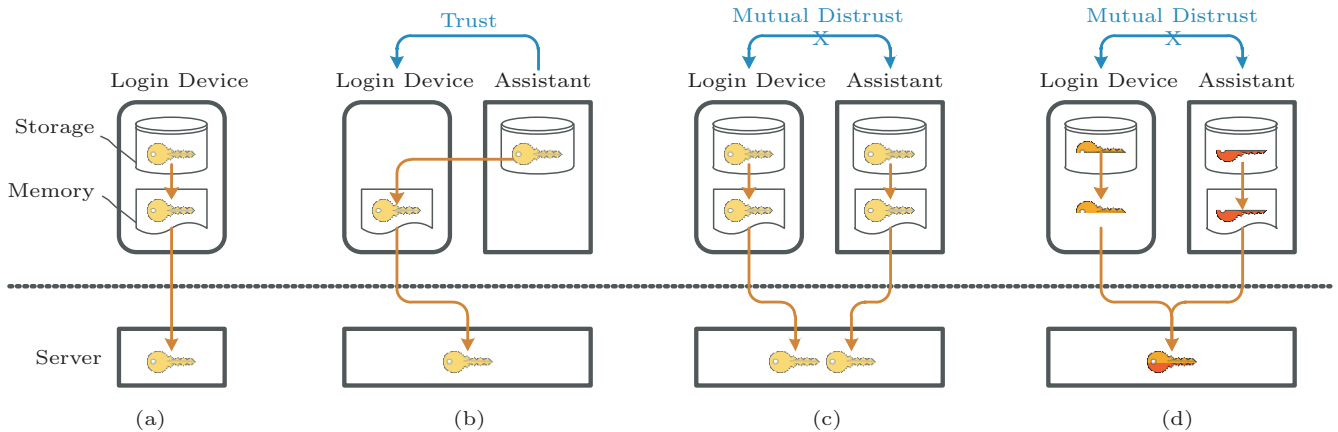 Trust
Mutual Distrust
X
Mutual Distrust
X
Login Device
Login Device
Assistant
Login Device
Assistant
Login Device
Assistant
Storage
Memory
Server
(a)
(b)
(c)
(d)